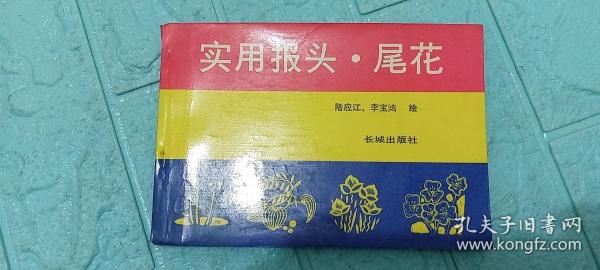 实用报头·尾花
陆应江、李宝鸿 绘
长城出版社
孔夫子旧书网
www.kongfz.com